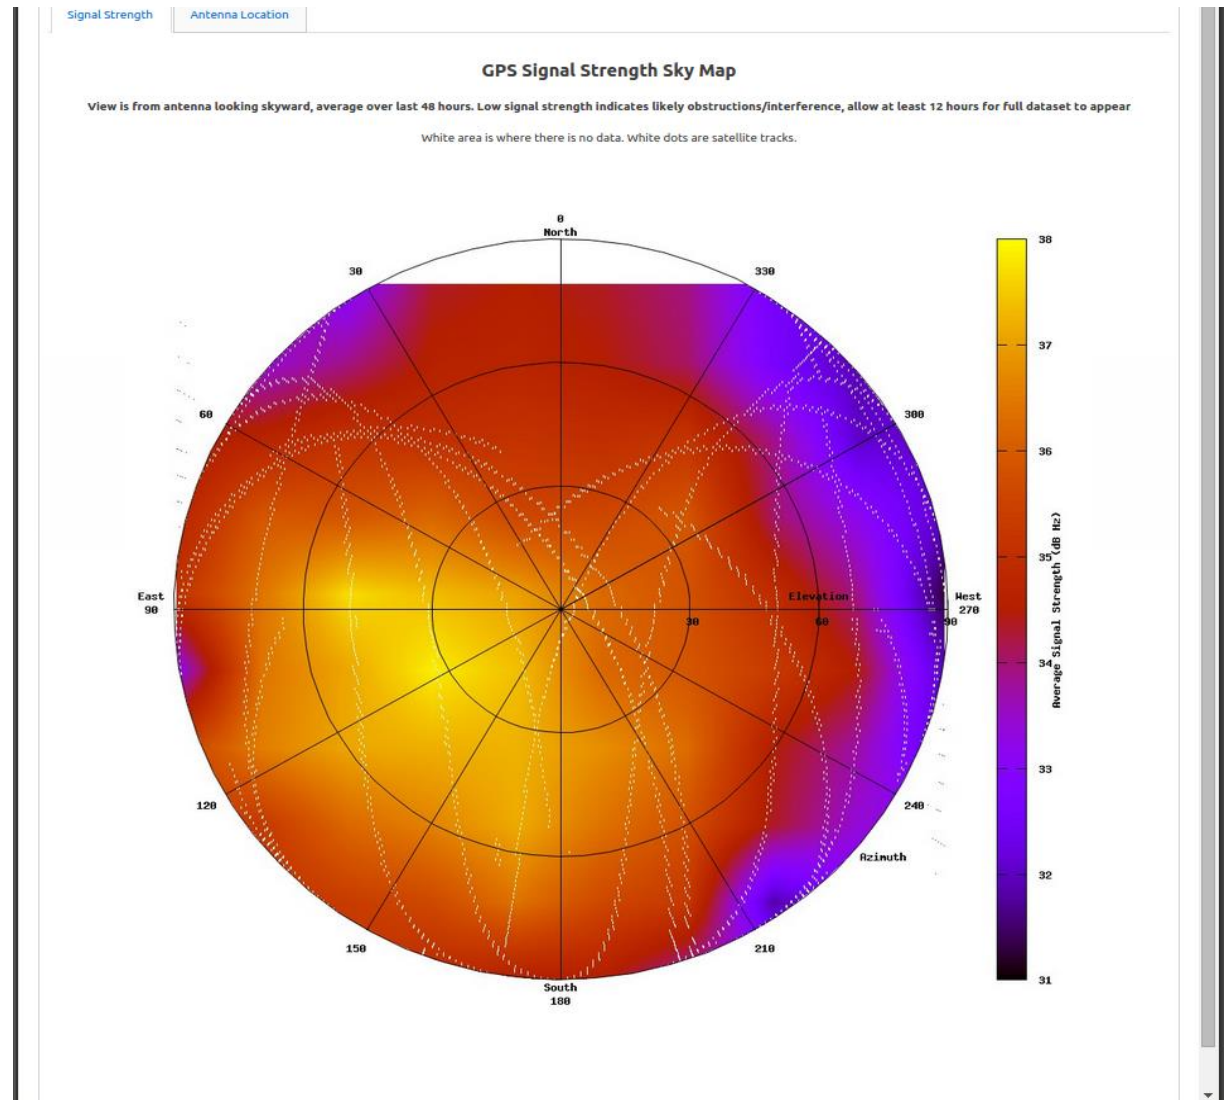 Signal Strength
Antenna Location
GPS Signal Strength Sky Map
View is from antenna looking skyward, average over last 48 hours. Low signal strength indicates likely obstructions/interference, allow at least 12 hours for full dataset to appear
White area is where there is no data. White dots are satellite tracks.
0
North
30
330
60
300
East
90
Elevation
30
60
90
West
270
120
240
Azimuth
150
210
South
180
38
37
36
35
34
33
32
31
Average Signal Strength (dB Hz)